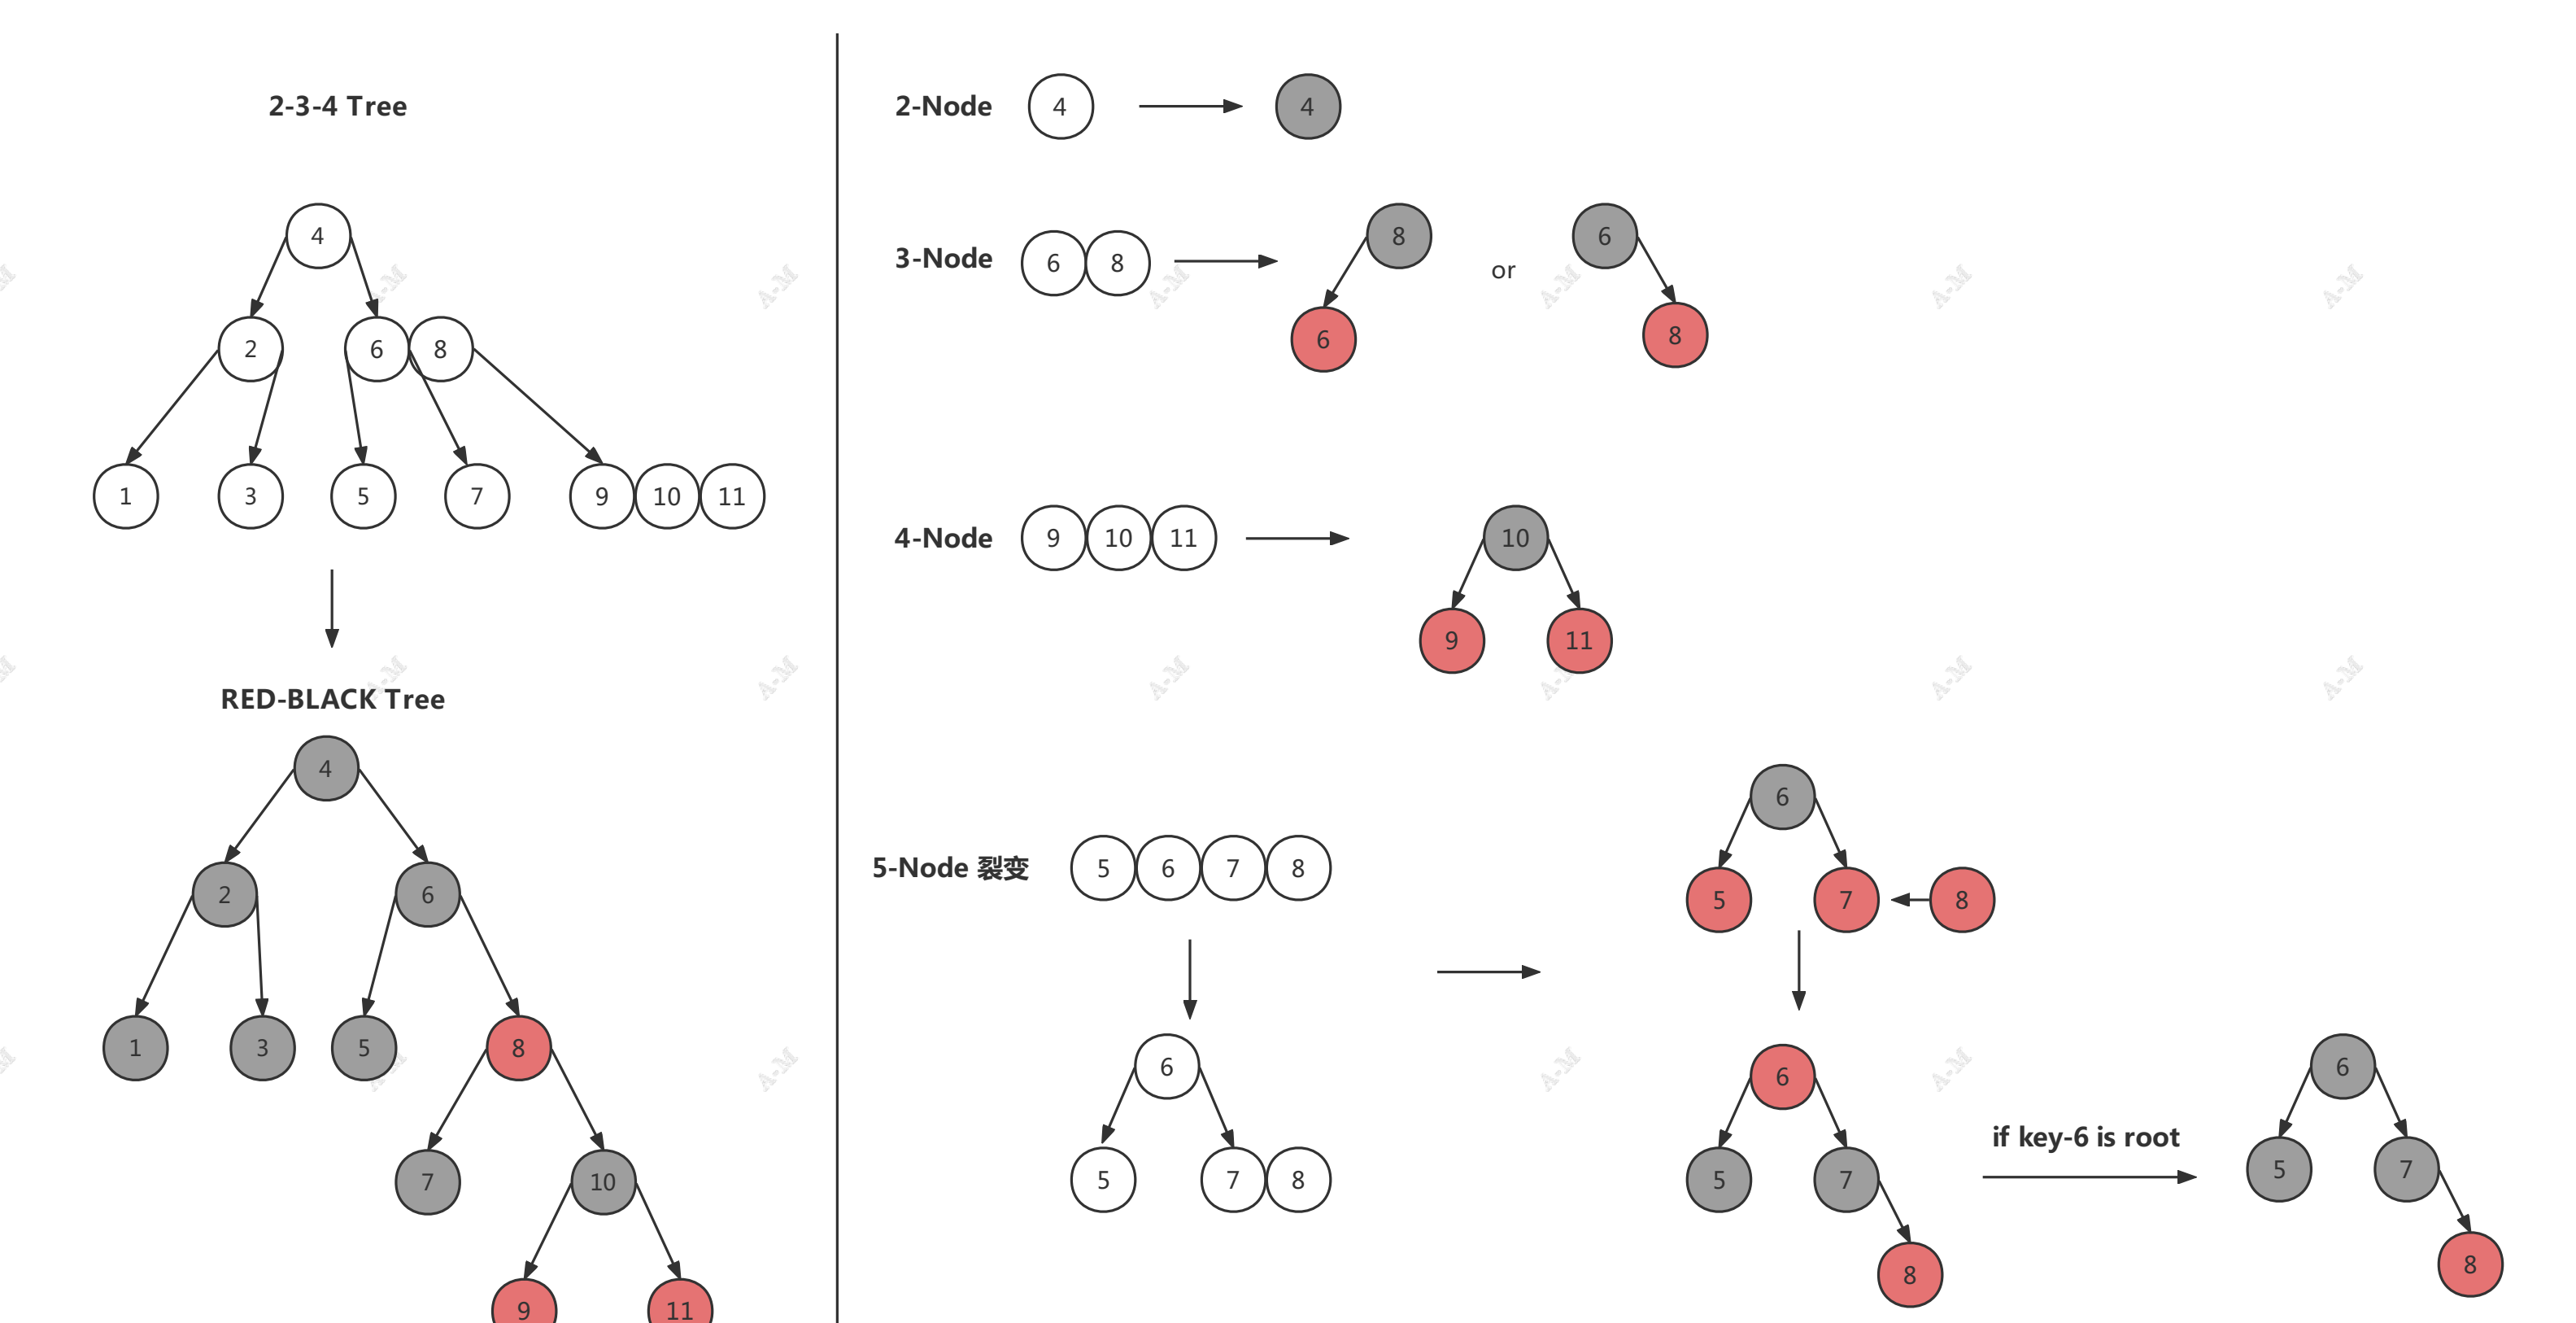 2-3-4 Tree
4
2 6 8
1 3 5 7 9 10 11
RED-BLACK Tree
4
2 6
1 3 5 8
7 10
9 11
2-Node 4 4
3-Node 6 8 8 or 6
6 8
4-Node 9 10 11 10
9 11
5-Node 裂变 5 6 7 8
6
5 7 8
6
5 7 8
6
5 7
8
if key-6 is root
6
5 7
8
A-M
A-M
A-M
A-M
A-M
A-M
A-M
A-M
A-M
A-M
A-M
A-M
A-M
A-M